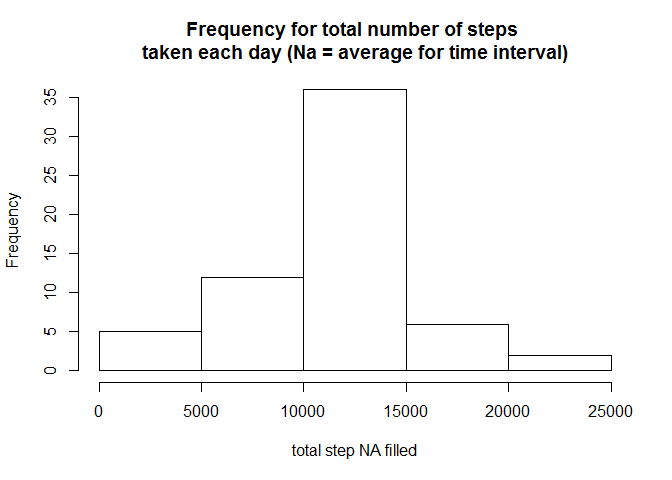 Frequency for total number of steps
taken each day (Na = average for time interval)
Frequency
35
30
25
20
15
10
5
0
0 5000 10000 15000 20000 25000
total step NA filled